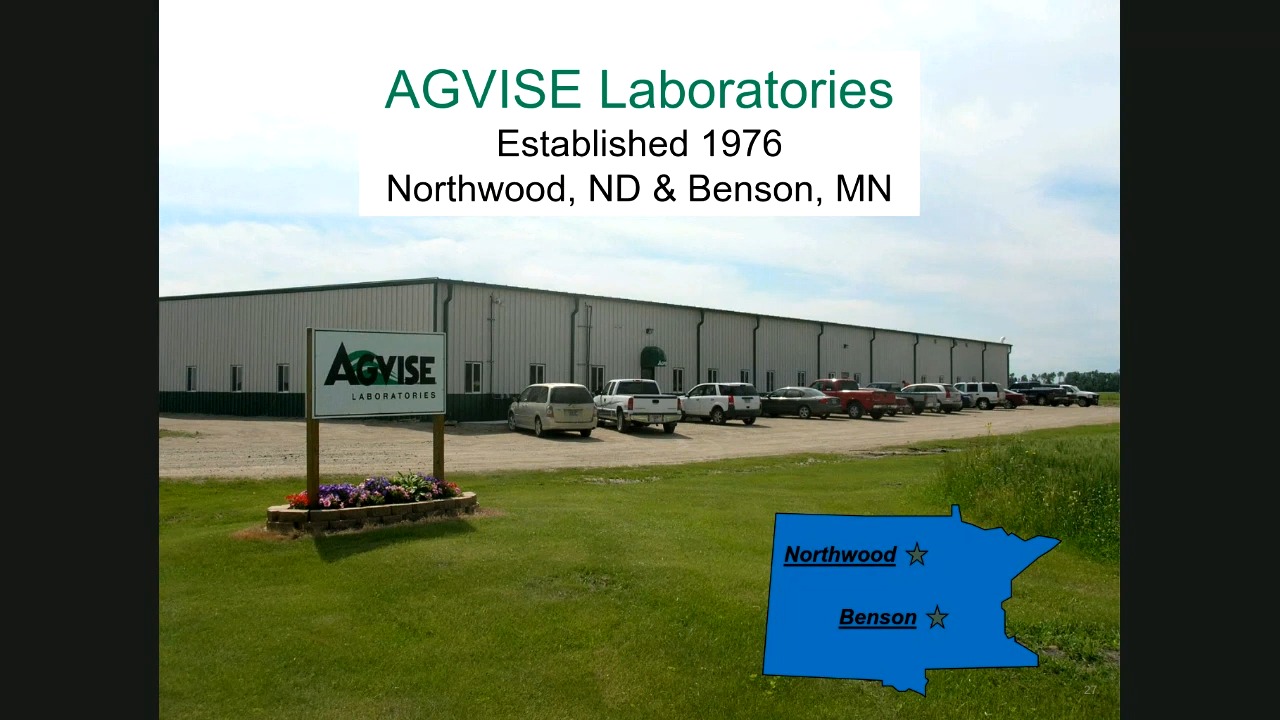 AGVISE Laboratories
Established 1976
Northwood, ND & Benson, MN
AGVISE
LABORATORIES
Northwood
Benson
27